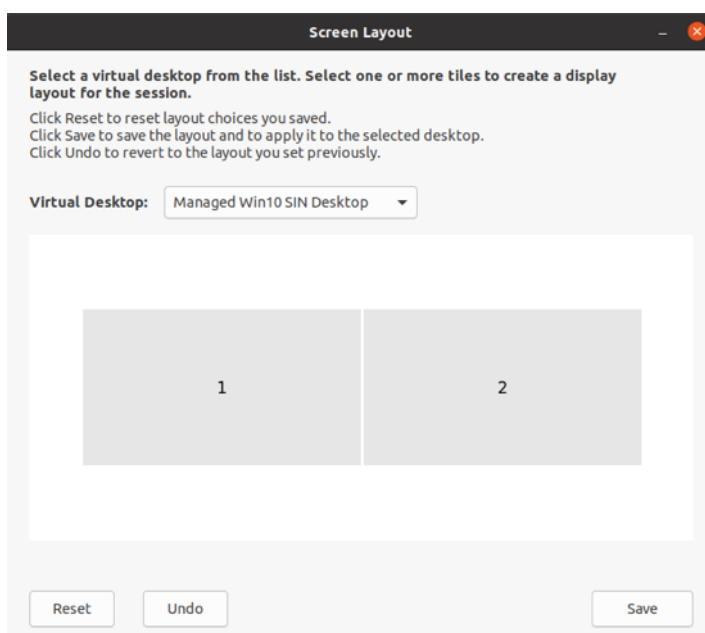 Screen Layout
Select a virtual desktop from the list. Select one or more tiles to create a display
layout for the session.
Click Reset to reset layout choices you saved.
Click Save to save the layout and to apply it to the selected desktop.
Click Undo to revert to the layout you set previously.
Virtual Desktop: Managed Win10 SIN Desktop
1 2
Reset Undo Save